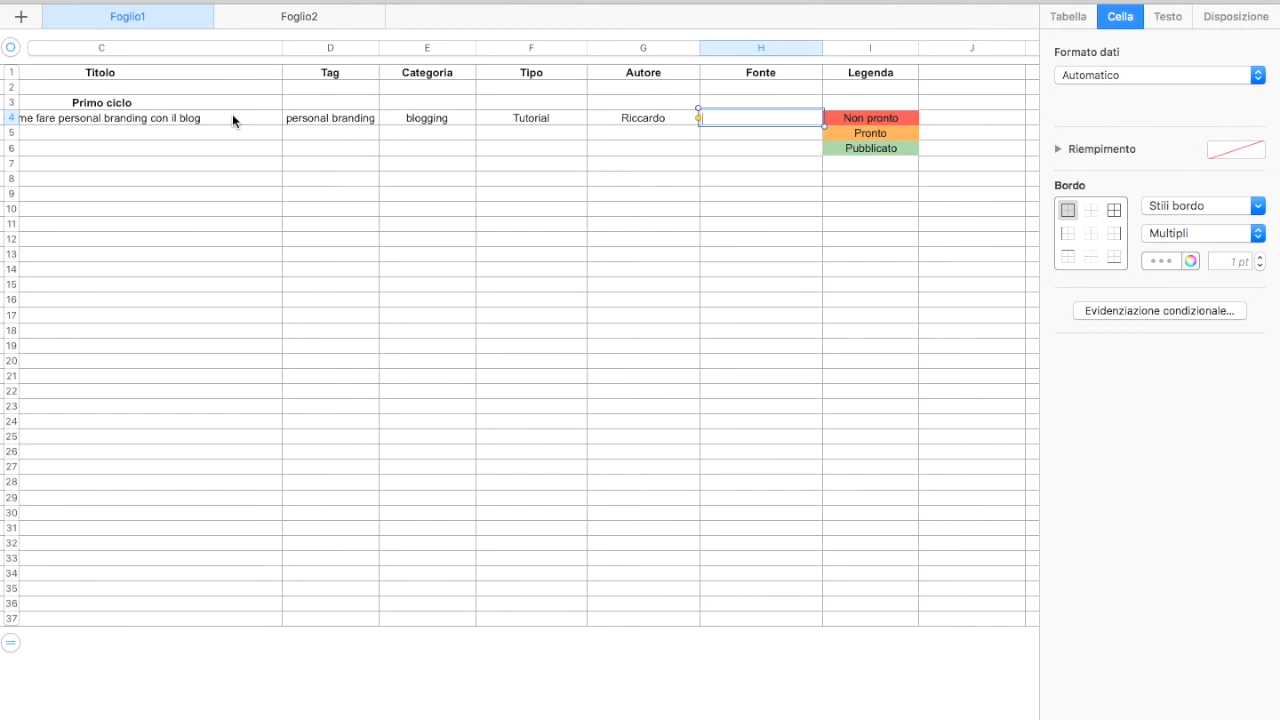 Foglio1 Foglio2 Tabella Cella Testo Disposizione
C D E F G H I J
Formato dati
Automatico
1 Titolo Tag Categoria Tipo Autore Fonte Legenda
2
3 Primo ciclo
4 me fare personal branding con il blog personal branding blogging Tutorial Riccardo Non pronto
5 Pronto
6 Pubblicato
7
8
9
10
11
12
13
14
15
16
17
18
19
20
21
22
23
24
25
26
27
28
29
30
31
32
33
34
35
36
37
Riempimento
Bordo
Stili bordo
Multipli
1 pt
Evidenziazione condizionale...